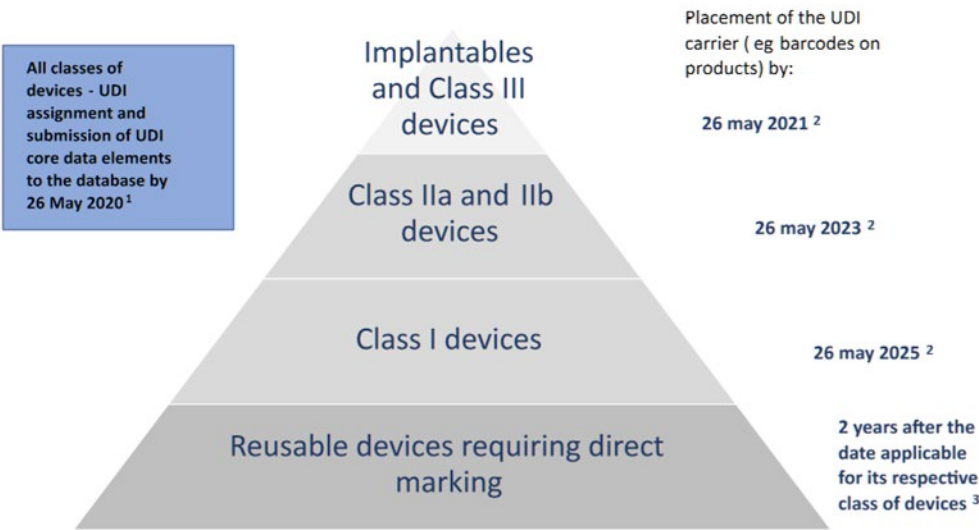 All classes of
devices - UDI
assignment and
submission of UDI
core data elements
to the database by
26 May 2020 1
Implantables
and Class III
devices
Class IIa and IIb
devices
Class I devices
Reusable devices requiring direct
marking
Placement of the UDI
carrier ( eg barcodes on
products) by:
26 may 2021 2
26 may 2023 2
26 may 2025 2
2 years after the
date applicable
for its respective
class of devices 3